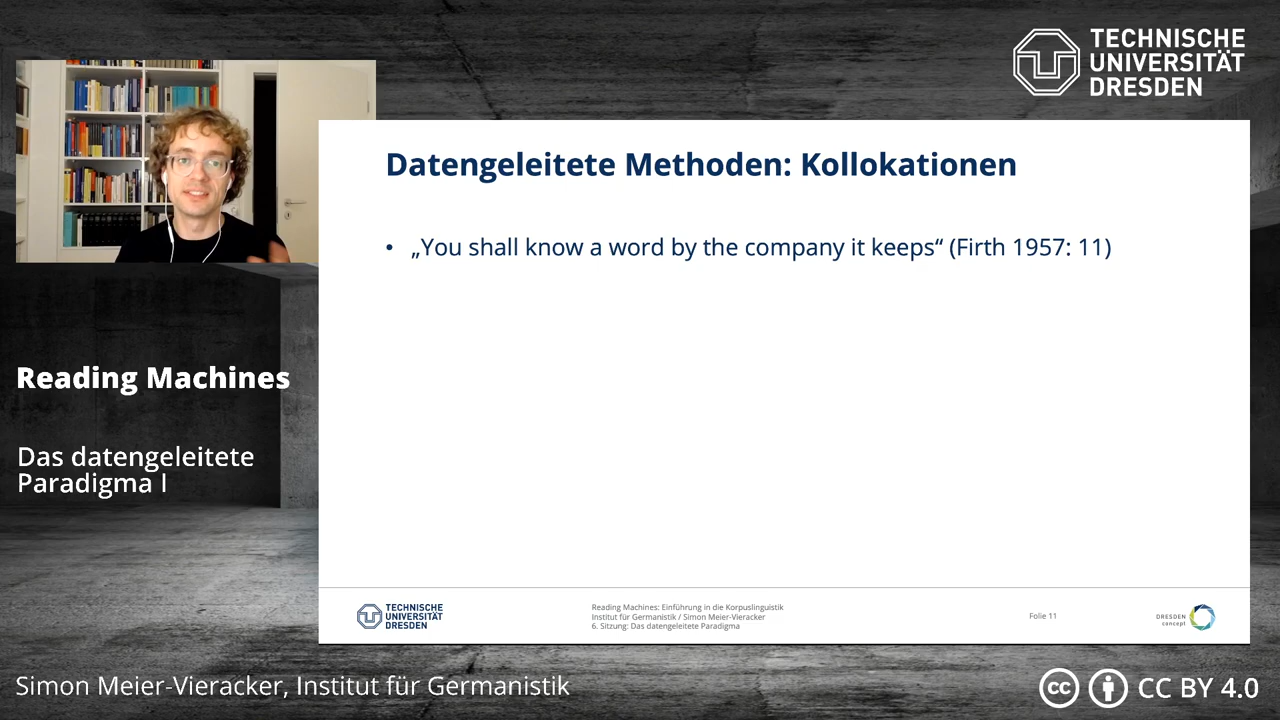 TECHNISCHE
UNIVERSITÄT
DRESDEN
Datengeleitete Methoden: Kollokationen
• „You shall know a word by the company it keeps“ (Firth 1957: 11)
Reading Machines
Das datengeleitete
Paradigma I
TECHNISCHE
UNIVERSITÄT
DRESDEN
Reading Machines: Einführung in die Korpuslinguistik
Institut für Germanistik / Simon Meier-Vieracker
6. Sitzung: Das datengeleitete Paradigma
Folie 11
DRESDEN
concept
Simon Meier-Vieracker, Institut für Germanistik
cc CC BY 4.0